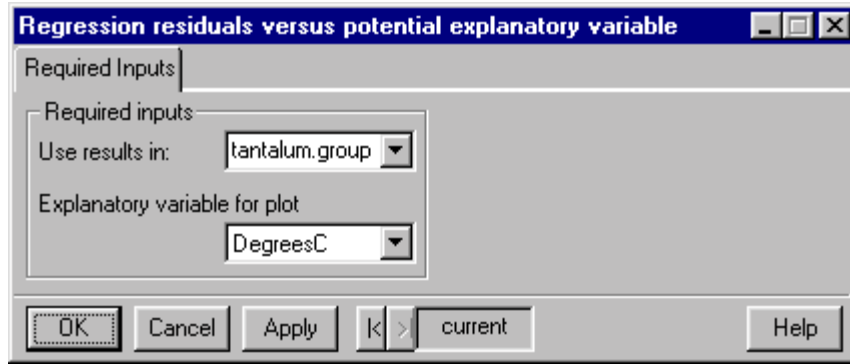 Regression residuals versus potential explanatory variable
Required Inputs
Required inputs
Use results in: tantalum.group
Explanatory variable for plot
DegreesC
OK Cancel Apply current Help